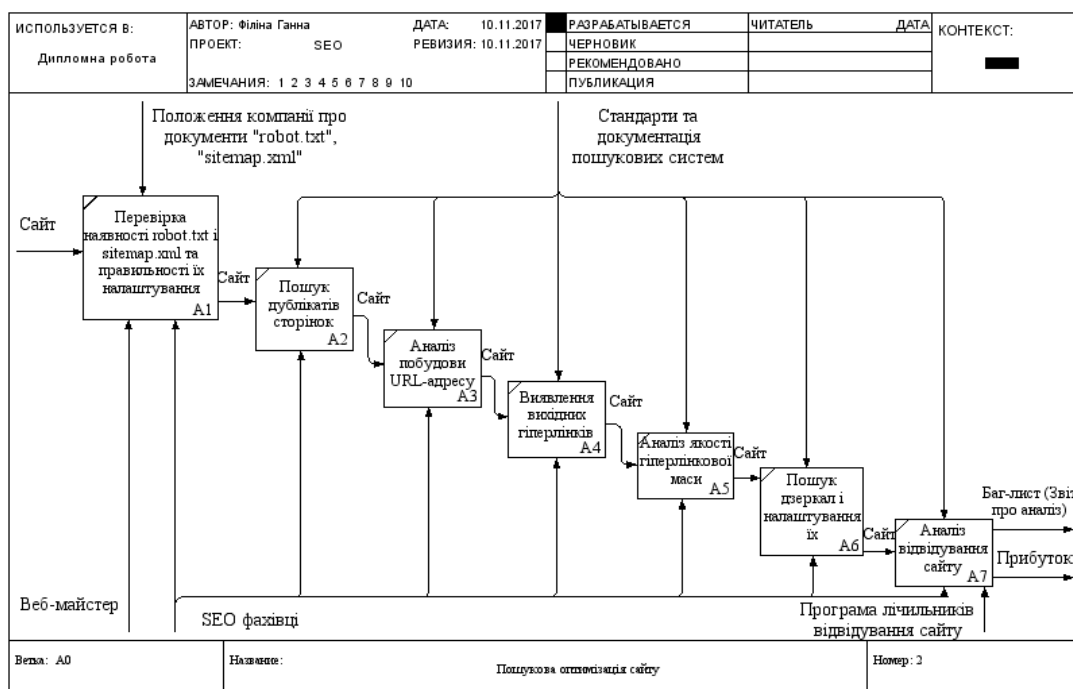 ИСПОЛЬЗУЕТСЯ В:
Дипломна робота
АВТОР: Філіна Ганна
ДАТА: 10.11.2017
ПРОЕКТ: SEO
РЕВИЗИЯ: 10.11.2017
ЗАМЕЧАНИЯ: 1 2 3 4 5 6 7 8 9 10
РАЗРАБАТЫВАЕТСЯ
ЧЕРНОВИК
РЕКОМЕНДОВАНО
ПУБЛИКАЦИЯ
ЧИТАТЕЛЬ
ДАТА
КОНТЕКСТ:
Положення компанії про
документи "robot.txt",
"sitemap.xml"
Стандарти та
документація
пошукових систем
Сайт
Перевірка
наявності robot.txt і
sitemap.xml та
правильності їх
налаштування
A1
Сайт
Пошук
дублікатів
сторінок
A2
Сайт
Аналіз
побудови
URL-адресу
A3
Сайт
Виявлення
вихідних
гіперлінків
A4
Сайт
Аналіз якості
гіперлінкової
маси
A5
Сайт
Пошук
дзеркал і
налаштування
їх
A6
Сайт
Аналіз
відвідування
сайту
A7
Баг-лист (Звіт
про аналіз)
Прибуток
Веб-майстер
SEO фахівці
Програма лічильників
відвідування сайту
Ветка: A0
Название:
Пошукова оптимізація сайту
Номер: 2